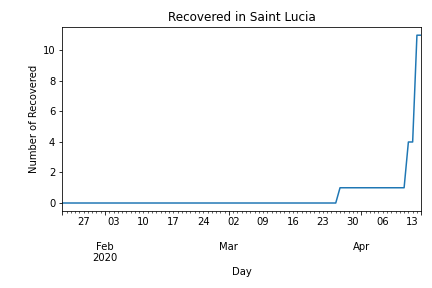 Recovered in Saint Lucia
Number of Recovered
10
8
6
4
2
0
27 03 10 17 24 02 09 16 23 30 06 13
Feb Mar Apr
2020
Day